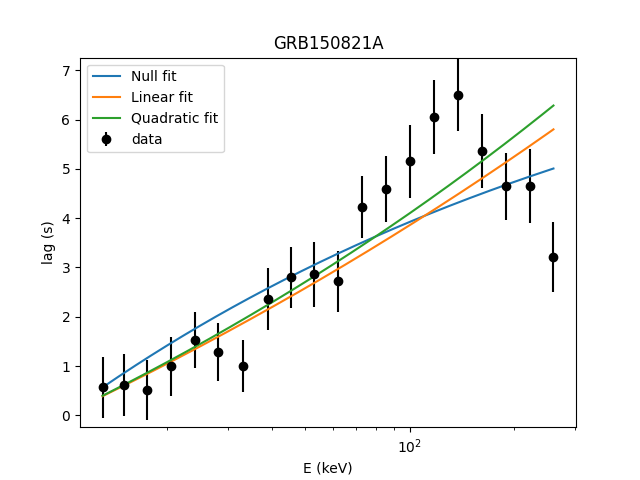 GRB150821A
Null fit
Linear fit
Quadratic fit
data
lag (s)
7
6
5
4
3
2
1
0
10²
E (keV)